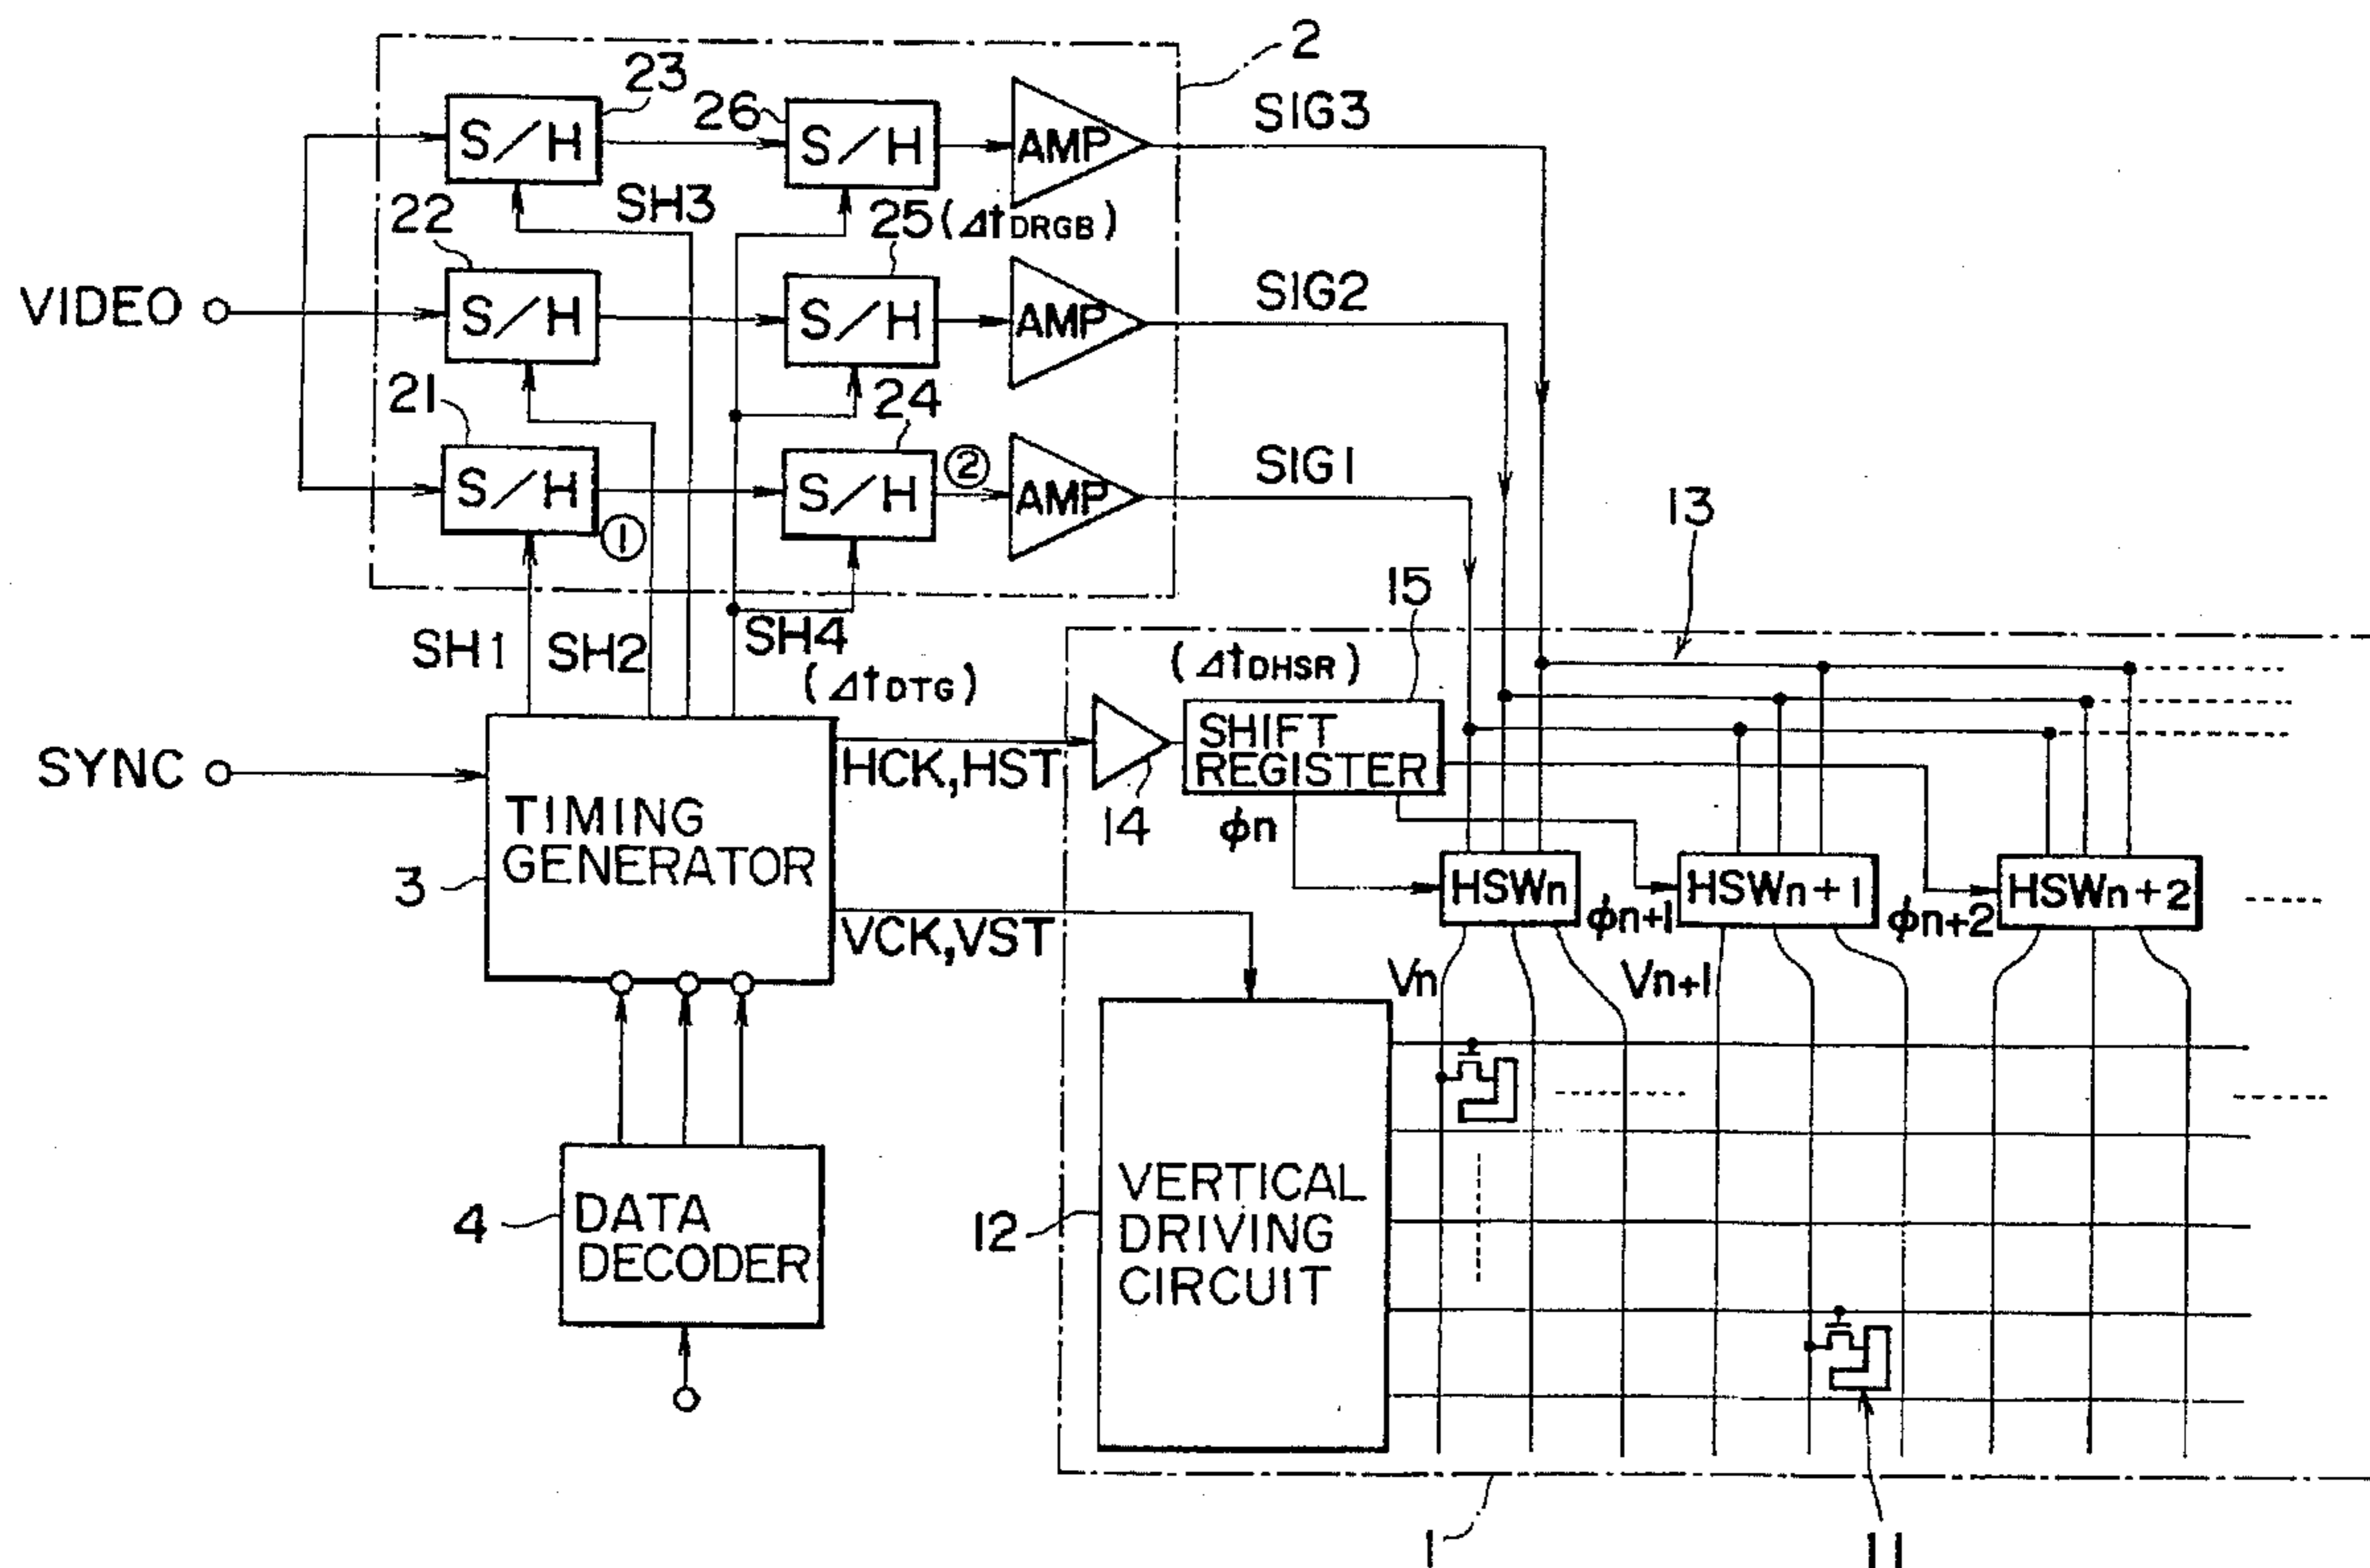 2
23
S/H
26
S/H
AMP
SIG3
SH3
22
25(ΔtDRGB)
VIDEO
S/H
S/H
AMP
SIG2
21
24
S/H
①
S/H
②
AMP
SIG1
13
15
SH1
SH2
SH4
(ΔtDTG)
(ΔtDHSR)
SYNC
HCK,HST
14
SHIFT
REGISTER
TIMING
GENERATOR
3
φn
HSWn
φn+1
HSWn+1
φn+2
HSWn+2
VCK,VST
Vn
Vn+1
4
DATA
DECODER
12
VERTICAL
DRIVING
CIRCUIT
1
11